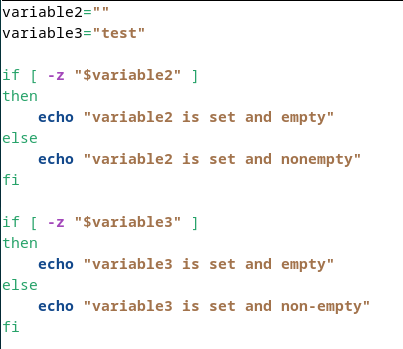 variable2=""
variable3="test"

if [ -z "$variable2" ]
then
    echo "variable2 is set and empty"
else
    echo "variable2 is set and nonempty"
fi

if [ -z "$variable3" ]
then
    echo "variable3 is set and empty"
else
    echo "variable3 is set and non-empty"
fi